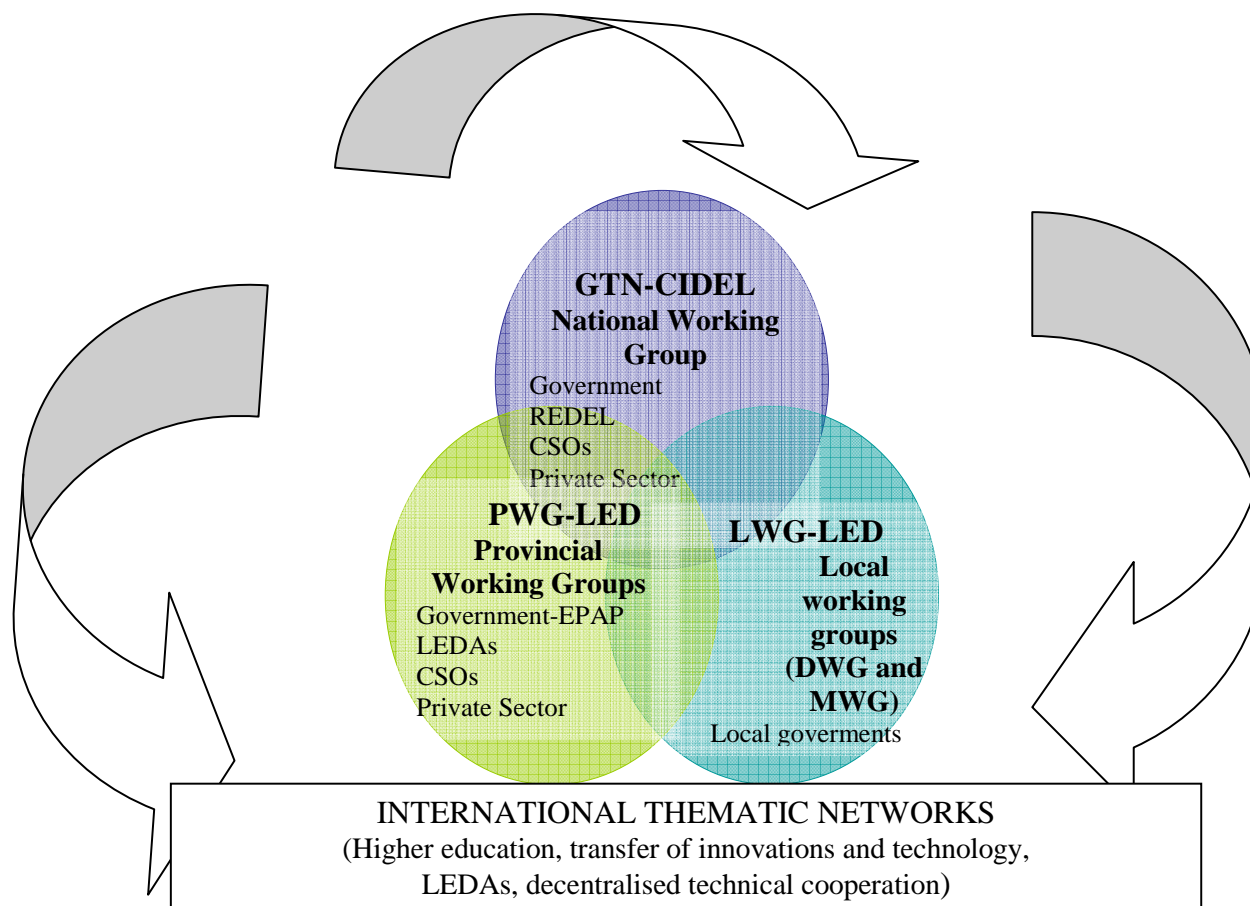 GTN-CIDEL
National Working
Group
Government
REDEL
CSOs
Private Sector
PWG-LED
Provincial
Working Groups
Government-EPAP
LEDAs
CSOs
Private Sector
LWG-LED
Local
working
groups
(DWG and
MWG)
Local goverments
INTERNATIONAL THEMATIC NETWORKS
(Higher education, transfer of innovations and technology,
LEDAs, decentralised technical cooperation)